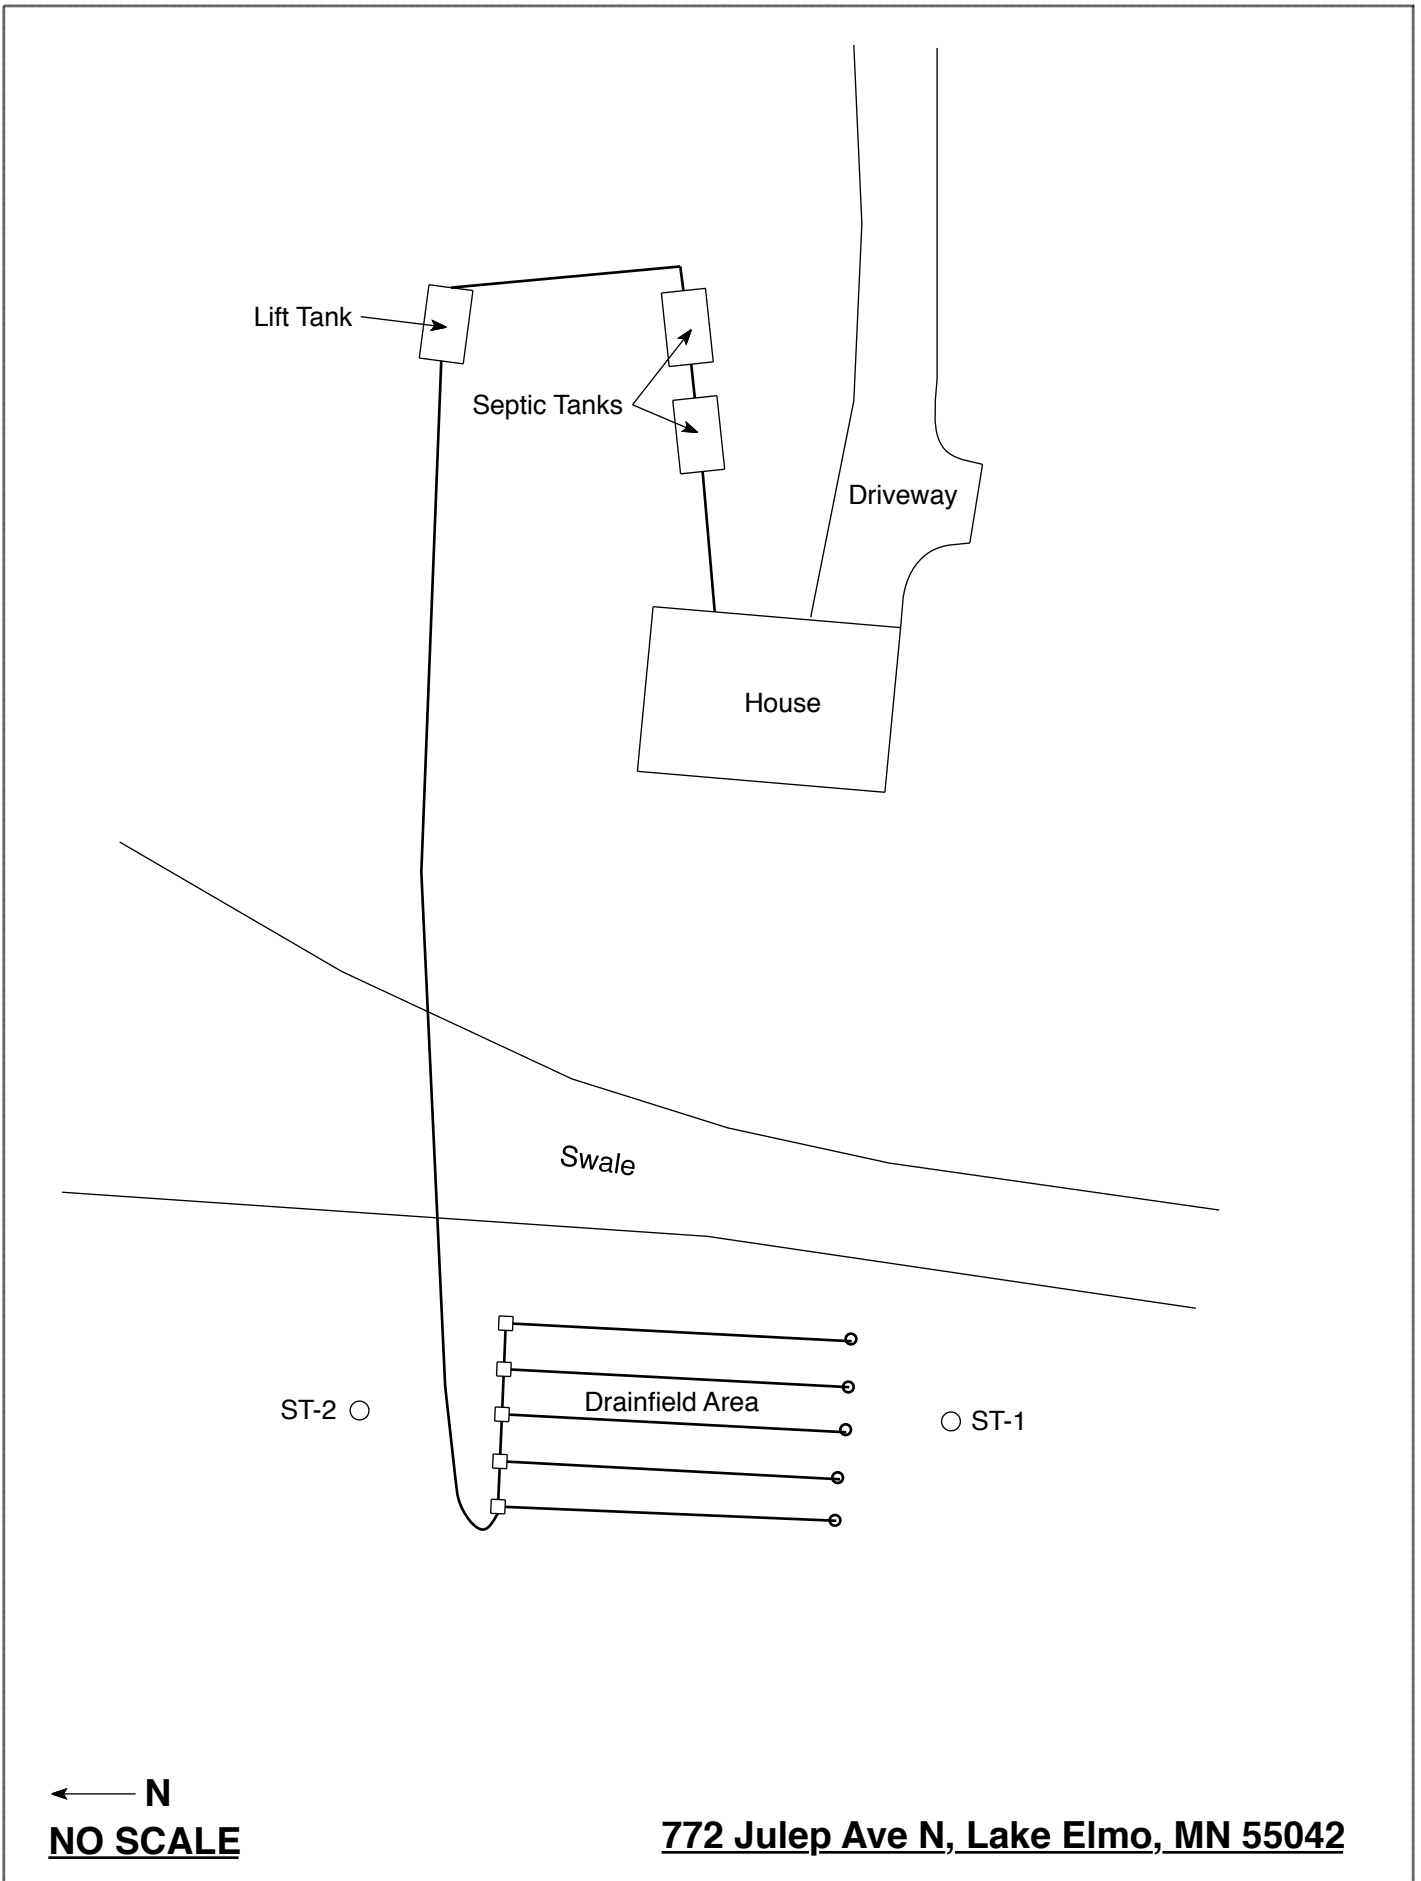 Lift Tank
Septic Tanks
Driveway
House
Swale
Drainfield Area
ST-2
ST-1
N
NO SCALE
772 Julep Ave N, Lake Elmo, MN 55042